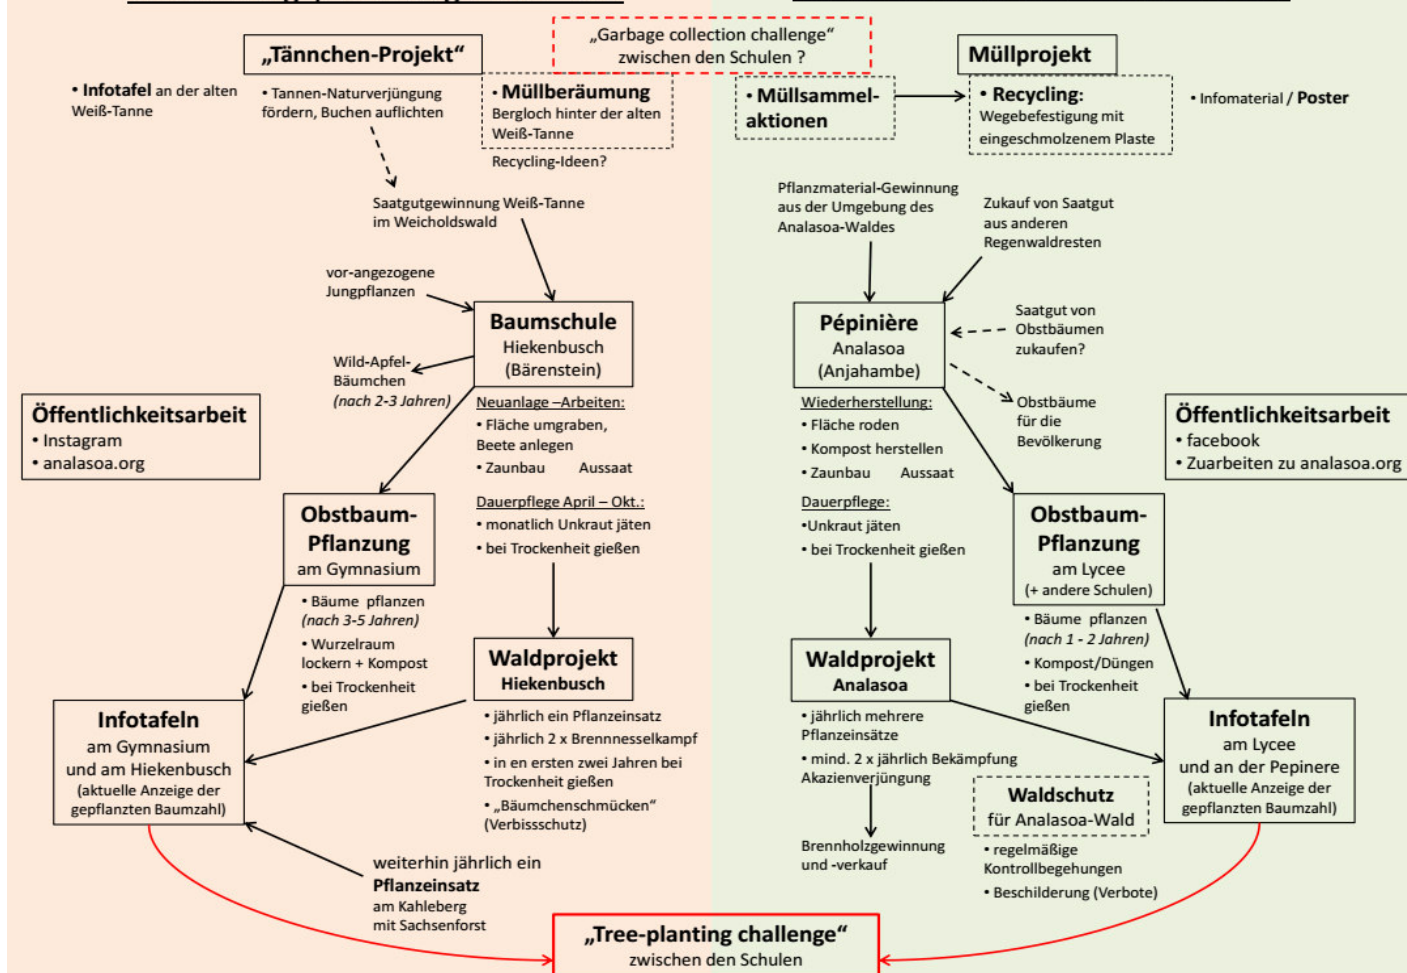 „Garbage collection challenge“
zwischen den Schulen ?
„Tännchen-Projekt“
• Infotafel an der alten
Weiß-Tanne
• Tannen-Naturverjüngung
fördern, Buchen auflichten
• Müllberäumung
Bergloch hinter der alten
Weiß-Tanne
Recycling-Ideen?
Saatgutgewinnung Weiß-Tanne
im Weicholdswald
vor-angezogene
Jungpflanzen
Baumschule
Hiekenbusch
(Bärenstein)
Wild-Apfel-
Bäumchen
(nach 2-3 Jahren)
Neuanlage –Arbeiten:
• Fläche umgraben,
Beete anlegen
• Zaunbau Aussaat
Öffentlichkeitsarbeit
• Instagram
• analasoa.org
Dauerpflege April – Okt.:
• monatlich Unkraut jäten
• bei Trockenheit gießen
Obstbaum-
Pflanzung
am Gymnasium
• Bäume pflanzen
(nach 3-5 Jahren)
• Wurzelraum
lockern + Kompost
• bei Trockenheit
gießen
Waldprojekt
Hiekenbusch
• jährlich ein Pflanzeinsatz
• jährlich 2 x Brennnesselkampf
• in en ersten zwei Jahren bei
Trockenheit gießen
• „Bäumchenschmücken“
(Verbissschutz)
Infotafeln
am Gymnasium
und am Hiekenbusch
(aktuelle Anzeige der
gepflanzten Baumzahl)
weiterhin jährlich ein
Pflanzeinsatz
am Kahleberg
mit Sachsenforst
Müllprojekt
• Müllsammel-
aktionen
• Recycling:
Wegebefestigung mit
eingeschmolzenem Plaste
• Infomaterial / Poster
Pflanzmaterial-Gewinnung
aus der Umgebung des
Analasoa-Waldes
Zukauf von Saatgut
aus anderen
Regenwaldresten
Pépinière
Analasoa
(Anjahambe)
Saatgut von
Obstbäumen
zukaufen?
Obstbäume
für die
Bevölkerung
Wiederherstellung:
• Fläche roden
• Kompost herstellen
• Zaunbau Aussaat
Öffentlichkeitsarbeit
• facebook
• Zuarbeiten zu analasoa.org
Dauerpflege:
•Unkraut jäten
• bei Trockenheit gießen
Obstbaum-
Pflanzung
am Lycee
(+ andere Schulen)
• Bäume pflanzen
(nach 1 - 2 Jahren)
• Kompost/Düngen
• bei Trockenheit
gießen
Waldprojekt
Analasoa
• jährlich mehrere
Pflanzeinsätze
• mind. 2 x jährlich Bekämpfung
Akazienverjüngung
Brennholzgewinnung
und -verkauf
Waldschutz
für Analasoa-Wald
• regelmäßige
Kontrollbegehungen
• Beschilderung (Verbote)
Infotafeln
am Lycee
und an der Pepinere
(aktuelle Anzeige der
gepflanzten Baumzahl)
„Tree-planting challenge“
zwischen den Schulen